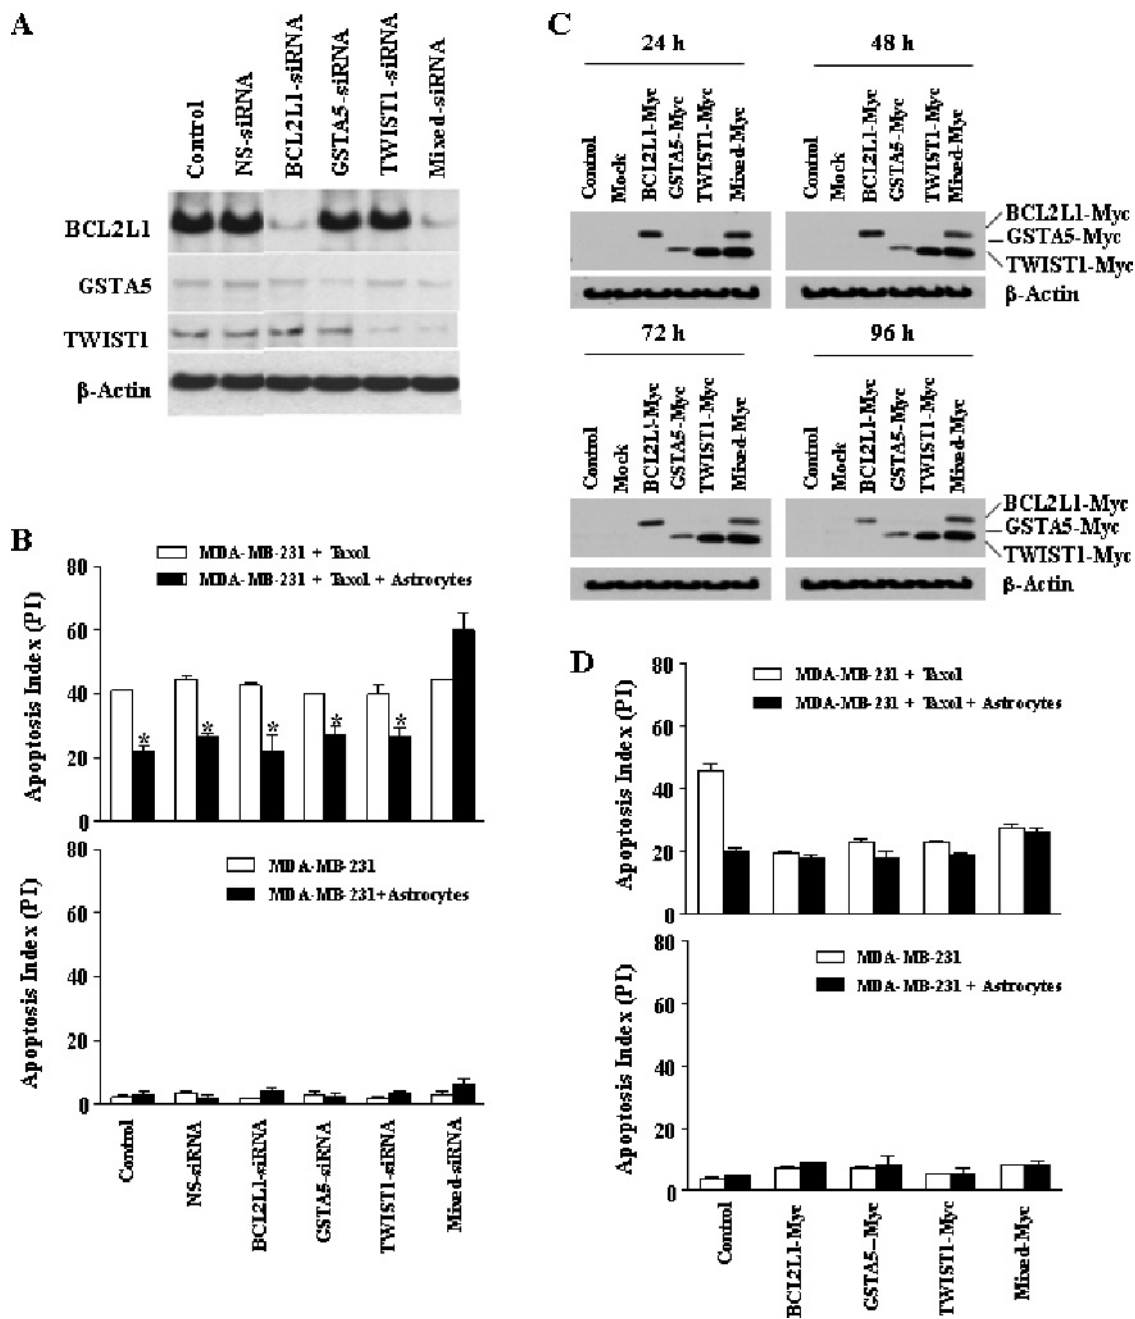 A
Control
NS-siRNA
BCL2L1-siRNA
GSTA5-siRNA
TWIST1-siRNA
Mixed-siRNA
BCL2L1
GSTA5
TWIST1
β-Actin
B
MDA-MB-231 + Taxol
MDA-MB-231 + Taxol + Astrocytes
Apoptosis Index (PI)
80
60
40
20
0
* * * * *
MDA-MB-231
MDA-MB-231+Astrocytes
Apoptosis Index (PI)
80
60
40
20
0
Control
NS-siRNA
BCL2L1-siRNA
GSTA5-siRNA
TWIST1-siRNA
Mixed-siRNA
C
24 h
48 h
Control
Mock
BCL2L1-Myc
GSTA5-Myc
TWIST1-Myc
Mixed-Myc
Control
Mock
BCL2L1-Myc
GSTA5-Myc
TWIST1-Myc
Mixed-Myc
BCL2L1-Myc
GSTA5-Myc
TWIST1-Myc
β-Actin
72 h
96 h
Control
Mock
BCL2L1-Myc
GSTA5-Myc
TWIST1-Myc
Mixed-Myc
Control
Mock
BCL2L1-Myc
GSTA5-Myc
TWIST1-Myc
Mixed-Myc
BCL2L1-Myc
GSTA5-Myc
TWIST1-Myc
β-Actin
D
MDA-MB-231 + Taxol
MDA-MB-231 + Taxol + Astrocytes
Apoptosis Index (PI)
80
60
40
20
0
MDA-MB-231
MDA-MB-231 + Astrocytes
Apoptosis Index (PI)
80
60
40
20
0
Control
BCL2L1-Myc
GSTA5–Myc
TWIST1-Myc
Mixed-Myc